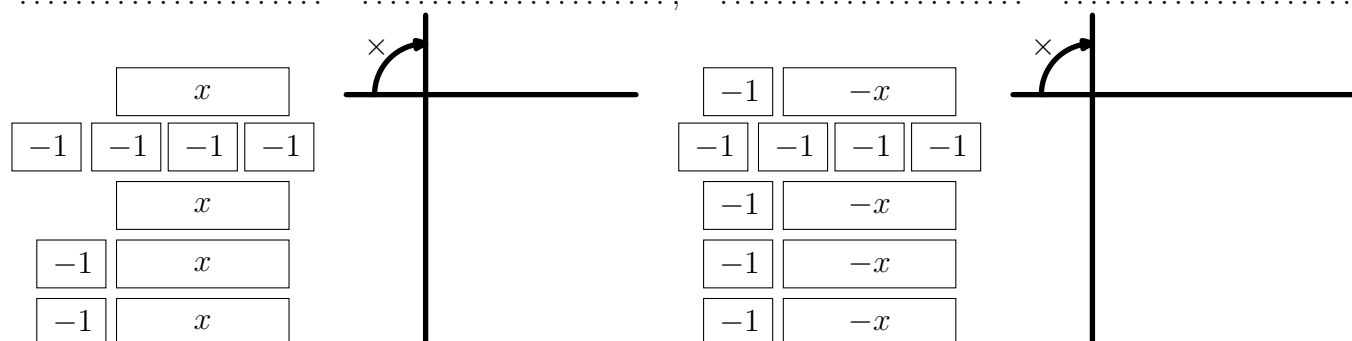 ........................ ........................, ........................ ........................
× ×
x −1 −x
−1 −1 −1 −1 −1 −1 −1 −1
x −1 −x
−1 x −1 −x
−1 x −1 −x